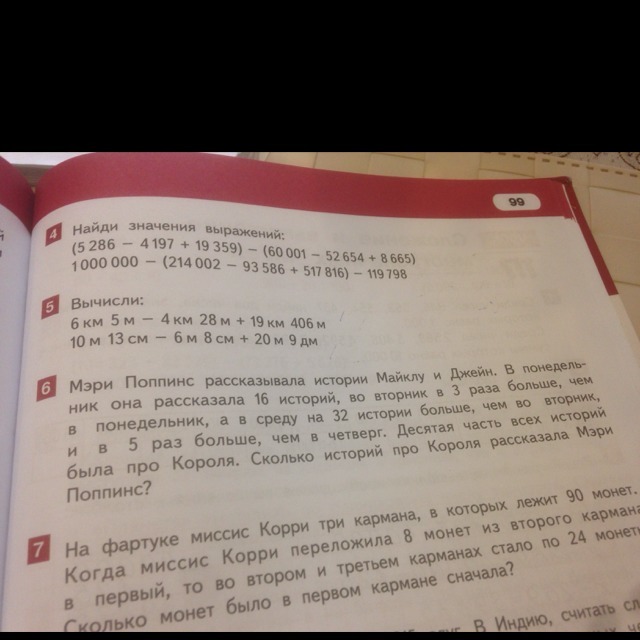 99
4 Найди значения выражений:
(5 286 − 4 197 + 19 359) − (60 001 − 52 654 + 8 665)
1 000 000 − (214 002 − 93 586 + 517 816) − 119 798
5 Вычисли:
6 км 5 м − 4 км 28 м + 19 км 406 м
10 м 13 см − 6 м 8 см + 20 м 9 дм
6 Мэри Поппинс рассказывала истории Майклу и Джейн. В понедель-
ник она рассказала 16 историй, во вторник в 3 раза больше, чем
в понедельник, а в среду на 32 истории больше, чем во вторник,
и в 5 раз больше, чем в четверг. Десятая часть всех историй
была про Короля. Сколько историй про Короля рассказала Мэри
Поппинс?
7 На фартуке миссис Корри три кармана, в которых лежит 90 монет.
Когда миссис Корри переложила 8 монет из второго кармана
в первый, то во втором и третьем карманах стало по 24 монеты
Сколько монет было в первом кармане сначала?
В Индию, считать